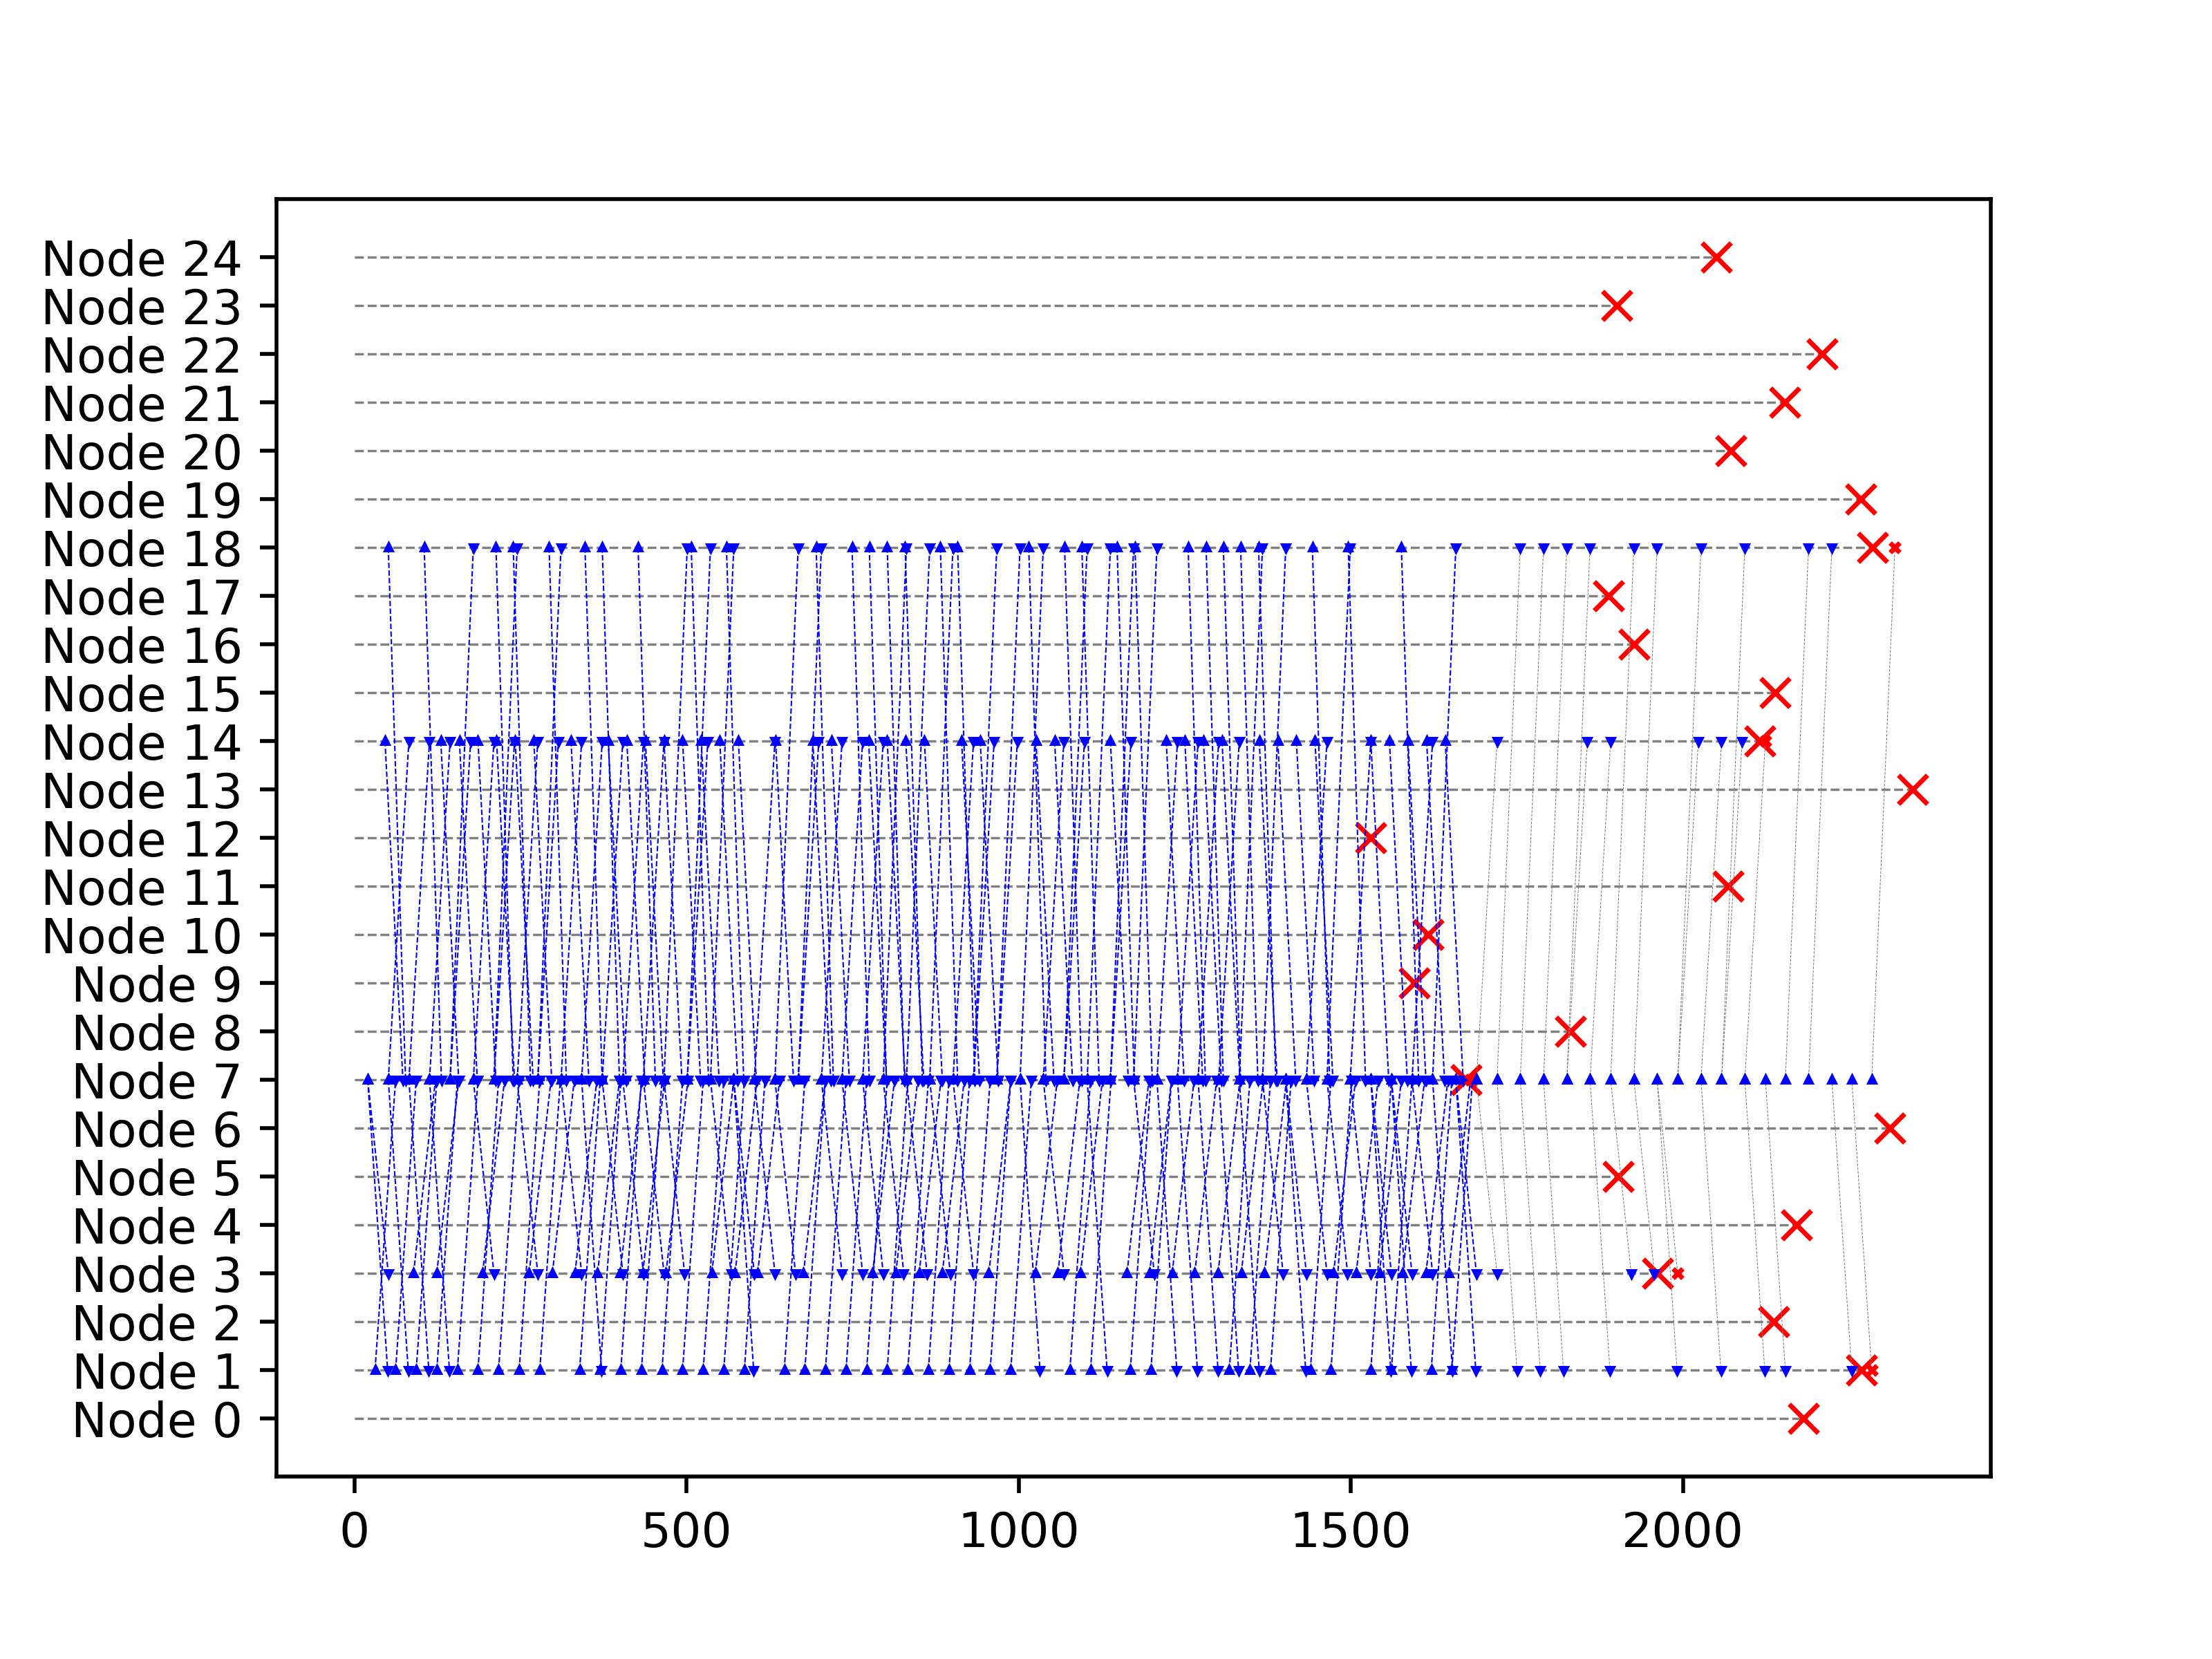 Node 24
Node 23
Node 22
Node 21
Node 20
Node 19
Node 18
Node 17
Node 16
Node 15
Node 14
Node 13
Node 12
Node 11
Node 10
Node 9
Node 8
Node 7
Node 6
Node 5
Node 4
Node 3
Node 2
Node 1
Node 0
0 500 1000 1500 2000